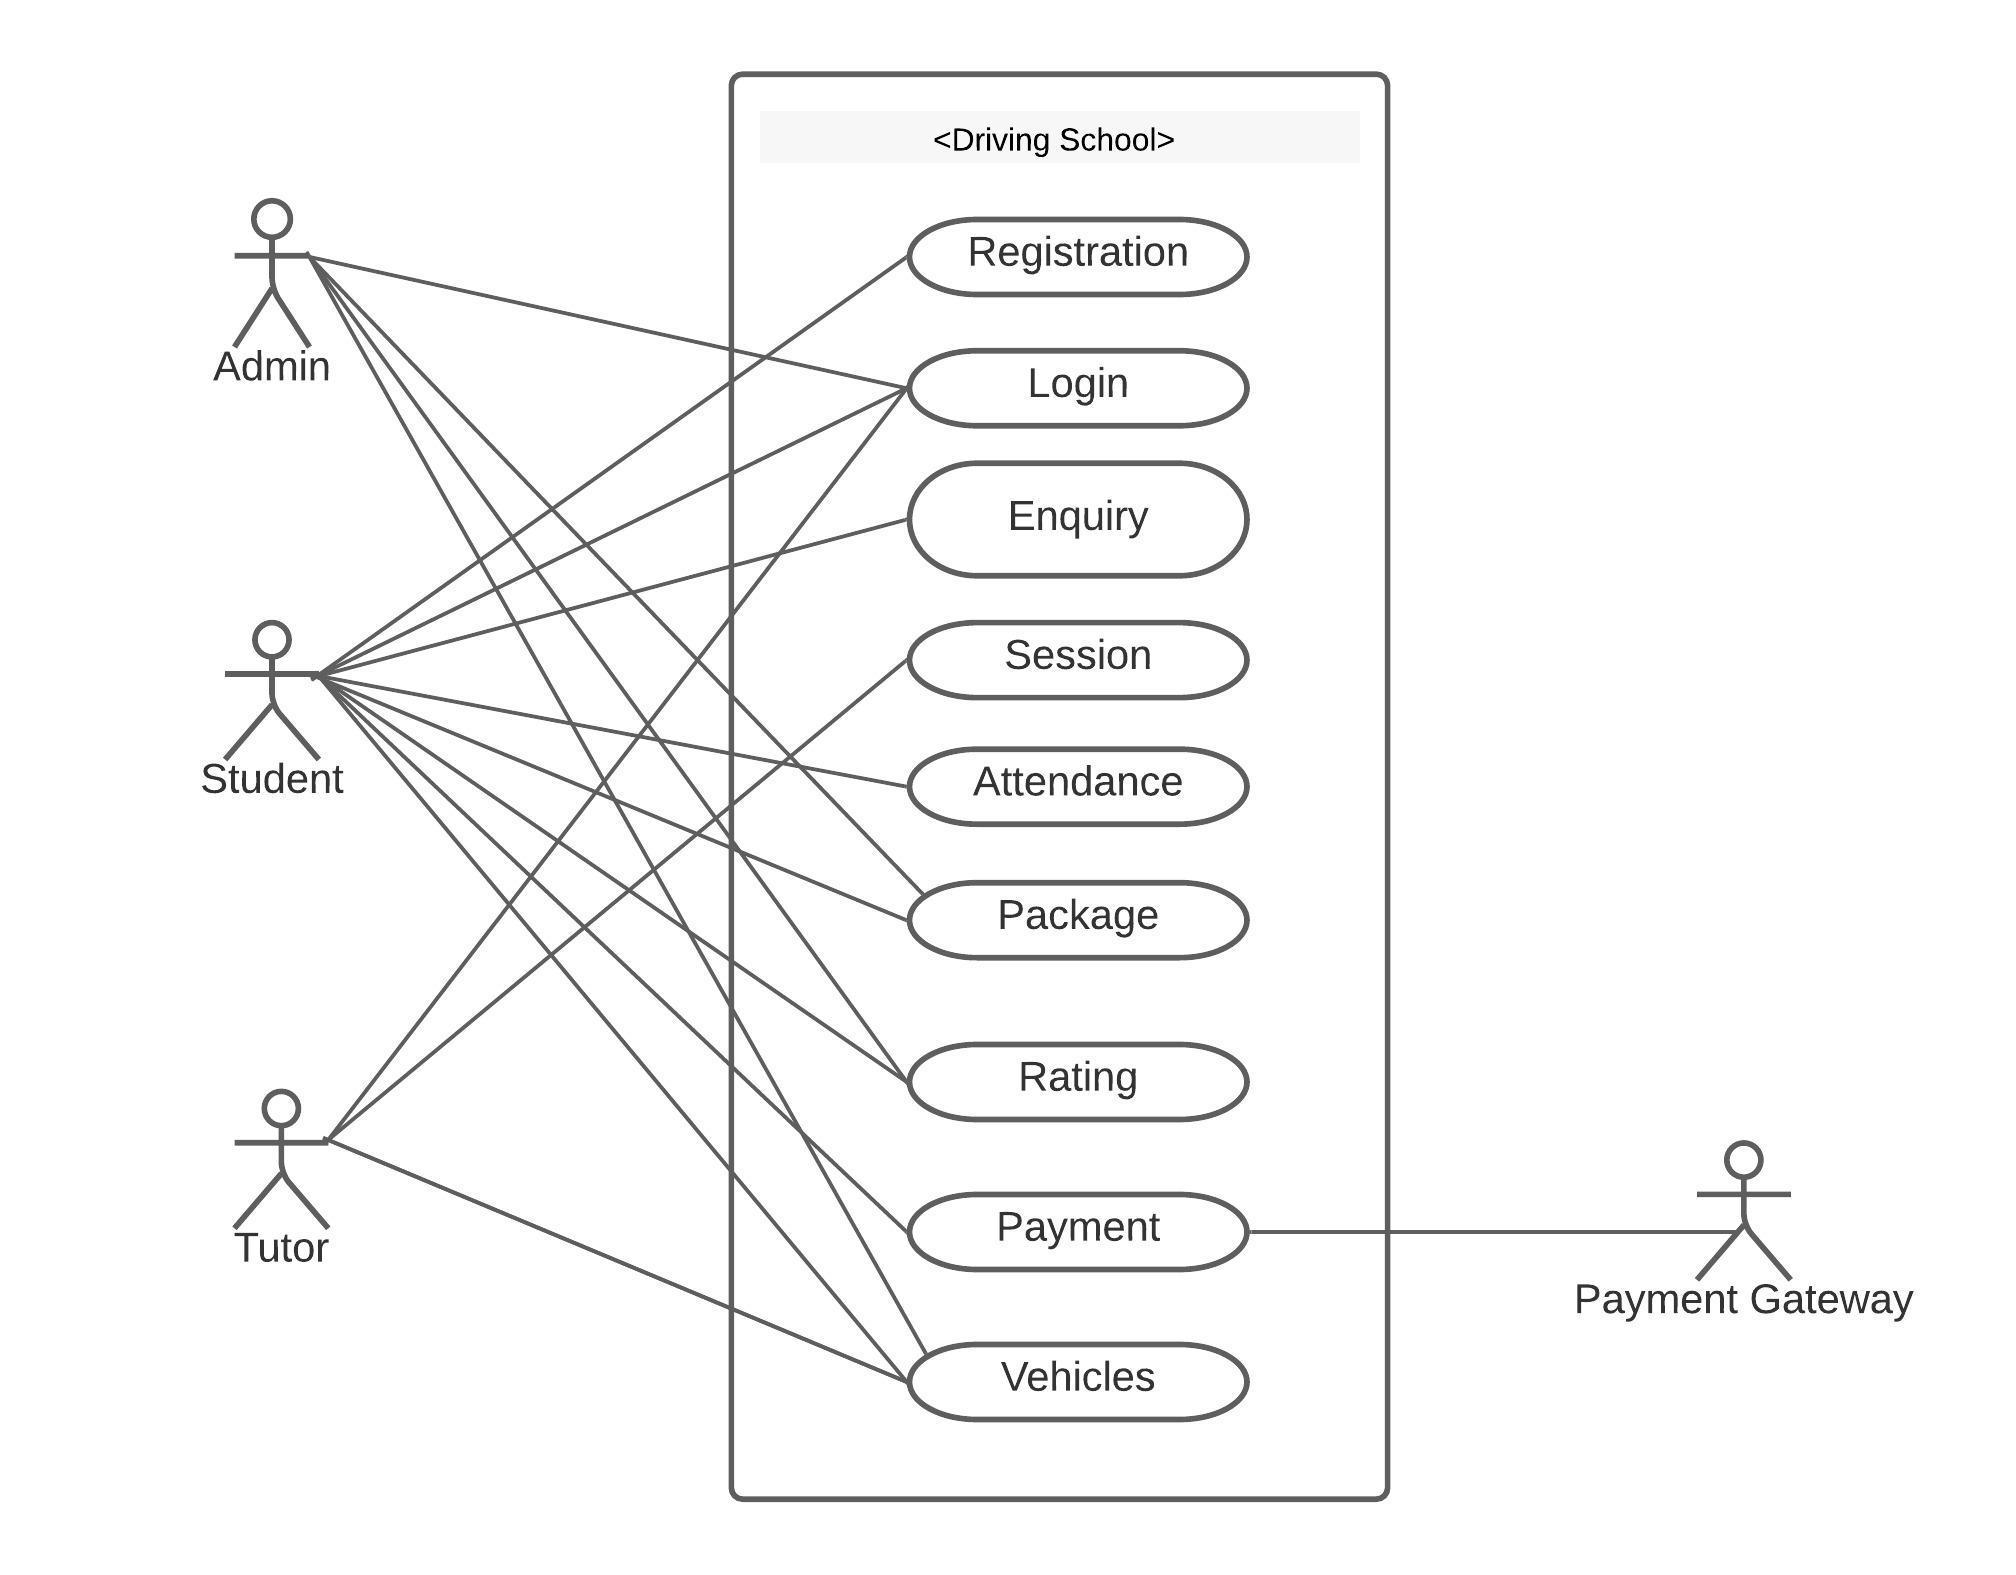 <Driving School>
Registration
Admin
Login
Enquiry
Session
Student
Attendance
Package
Rating
Tutor
Payment
Payment Gateway
Vehicles